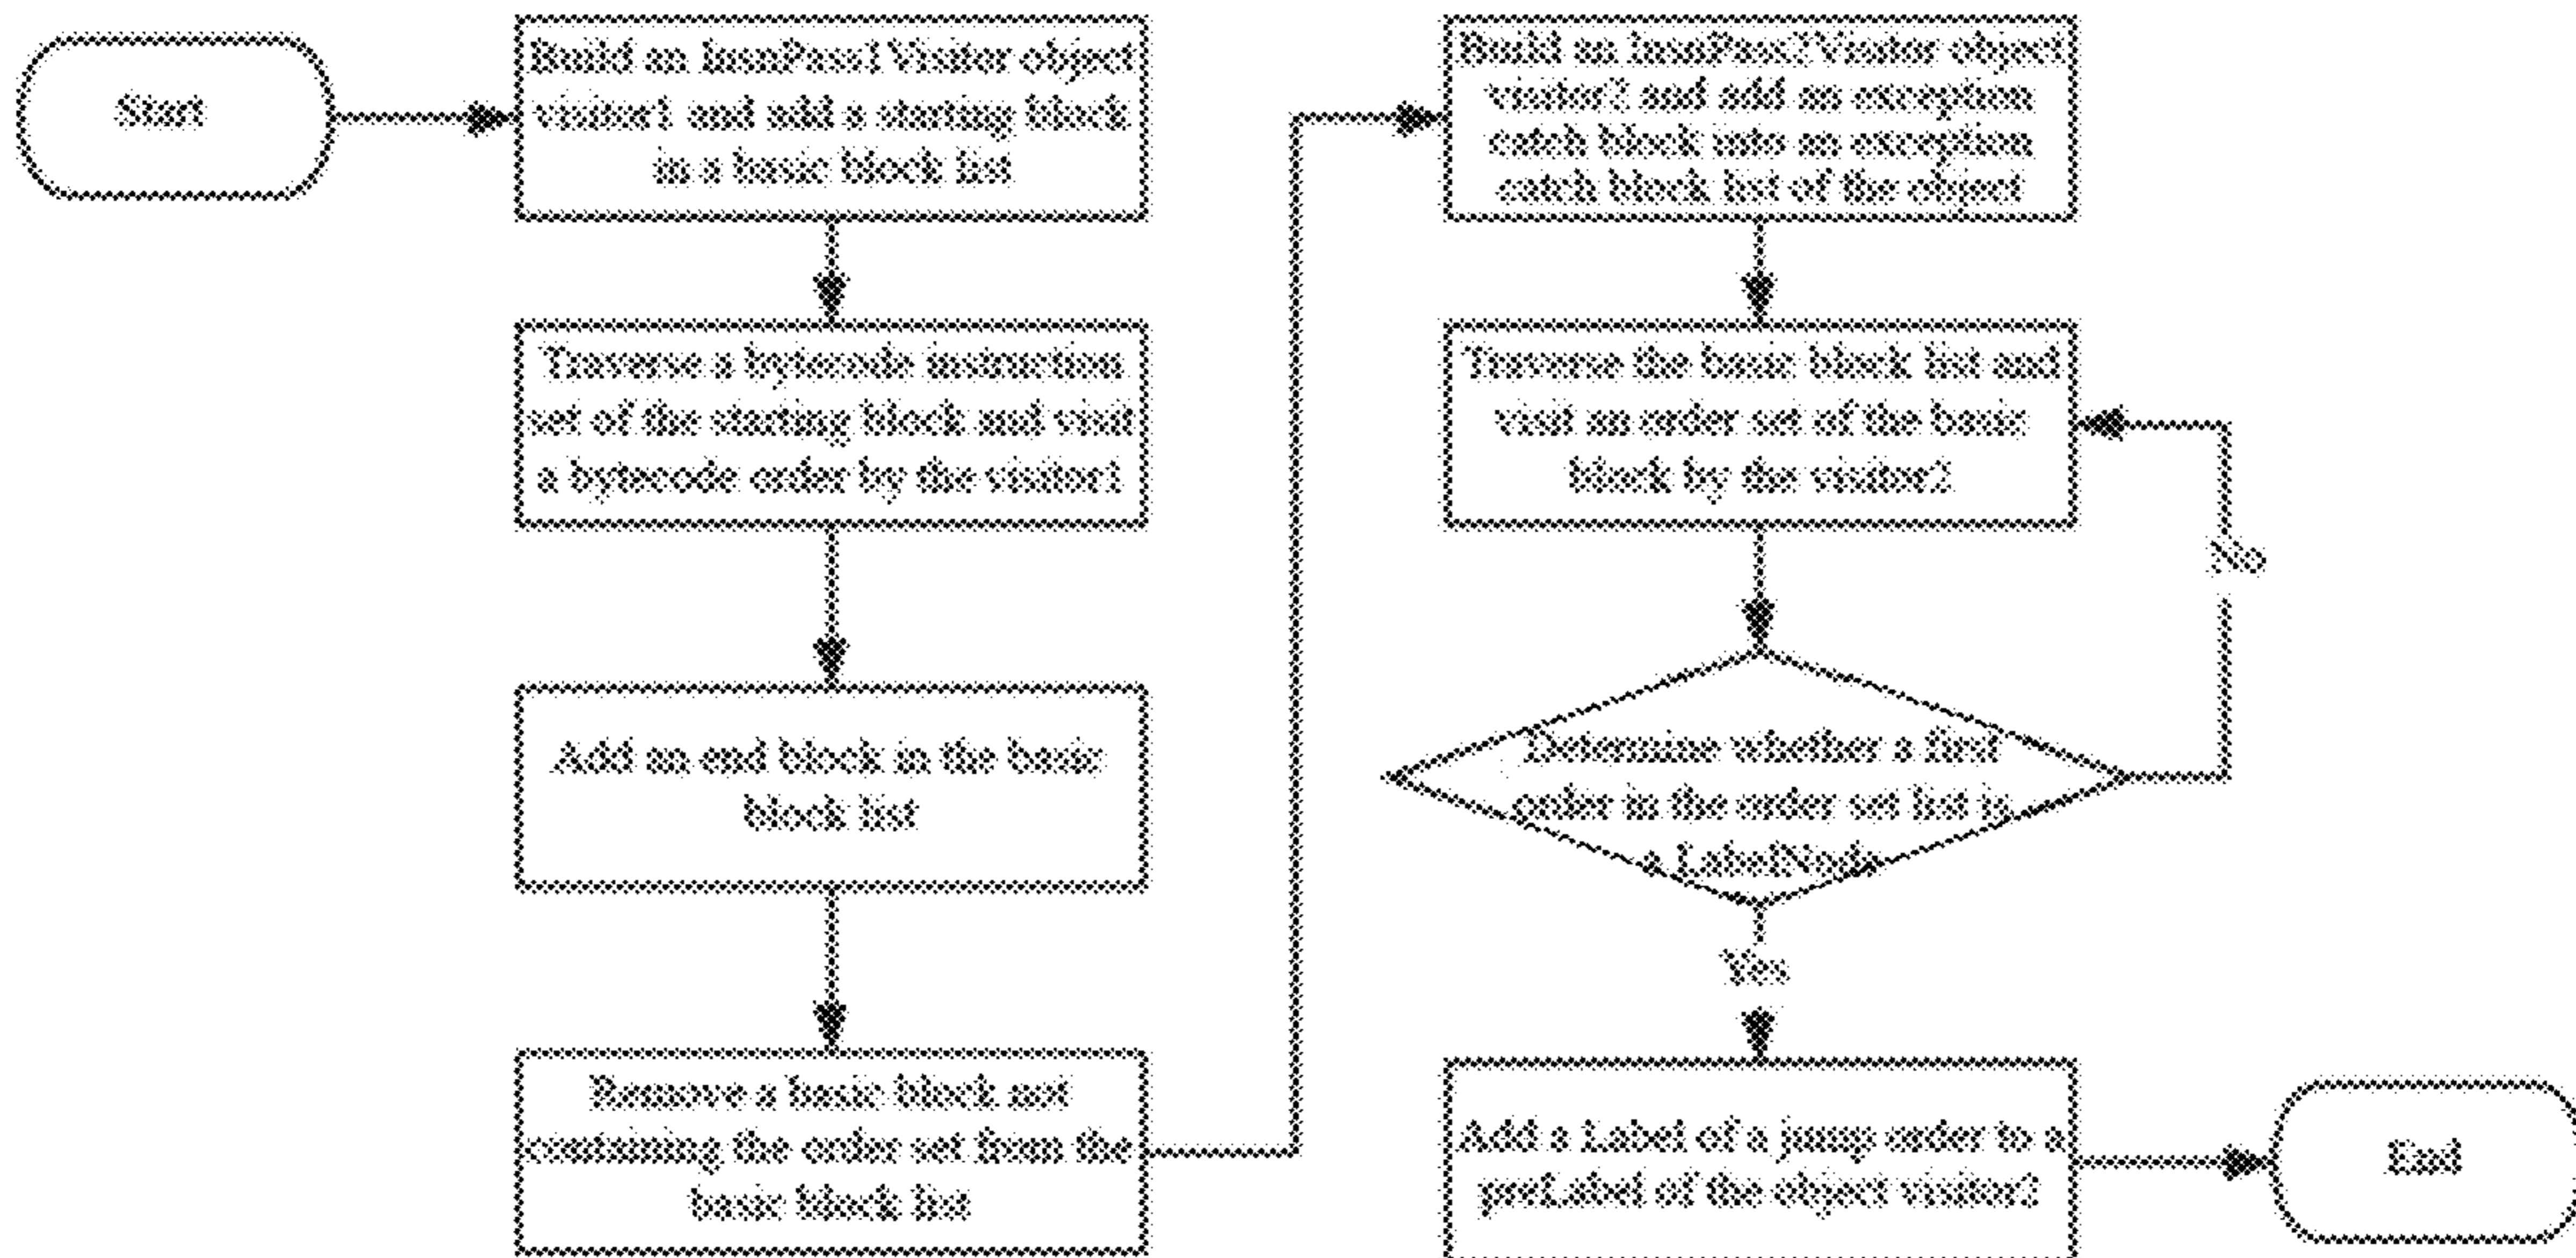 Start
Build an InsnPass1Visitor object
visitor1 and add a starting block
in a basic block list
Traverse a bytecode instruction
set of the starting block and visit
a bytecode order by the visitor1
Add an end block in the basic
block list
Remove a basic block not
containing the order set from the
basic block list
Build an InsnPass2Visitor object
visitor2 and add an exception
catch block into an exception
catch block list of the object
Traverse the basic block list and
visit an order set of the basic
block by the visitor2
No
Determine whether a first
order in the order set list is
a LabelNode
Yes
Add a Label of a jump order to a
preLabel of the object visitor2
End